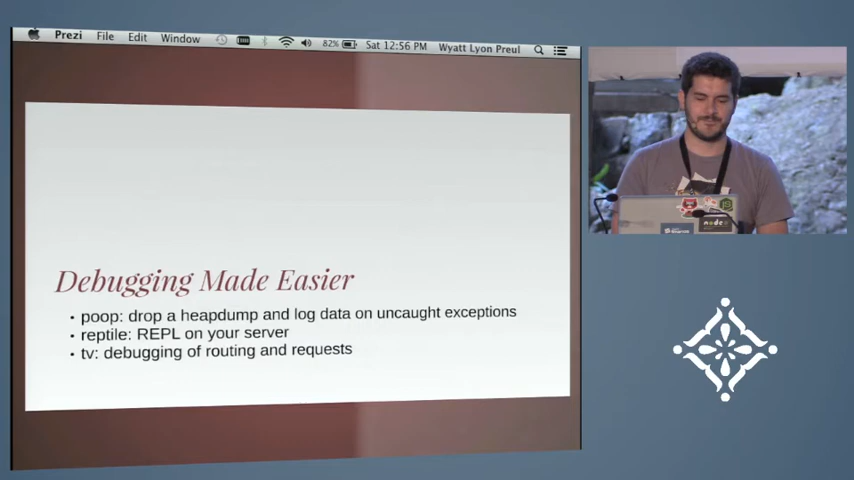 Prezi File Edit Window 82% Sat 12:56 PM Wyatt Lyon Preul
Debugging Made Easier
• poop: drop a heapdump and log data on uncaught exceptions
• reptile: REPL on your server
• tv: debugging of routing and requests
node